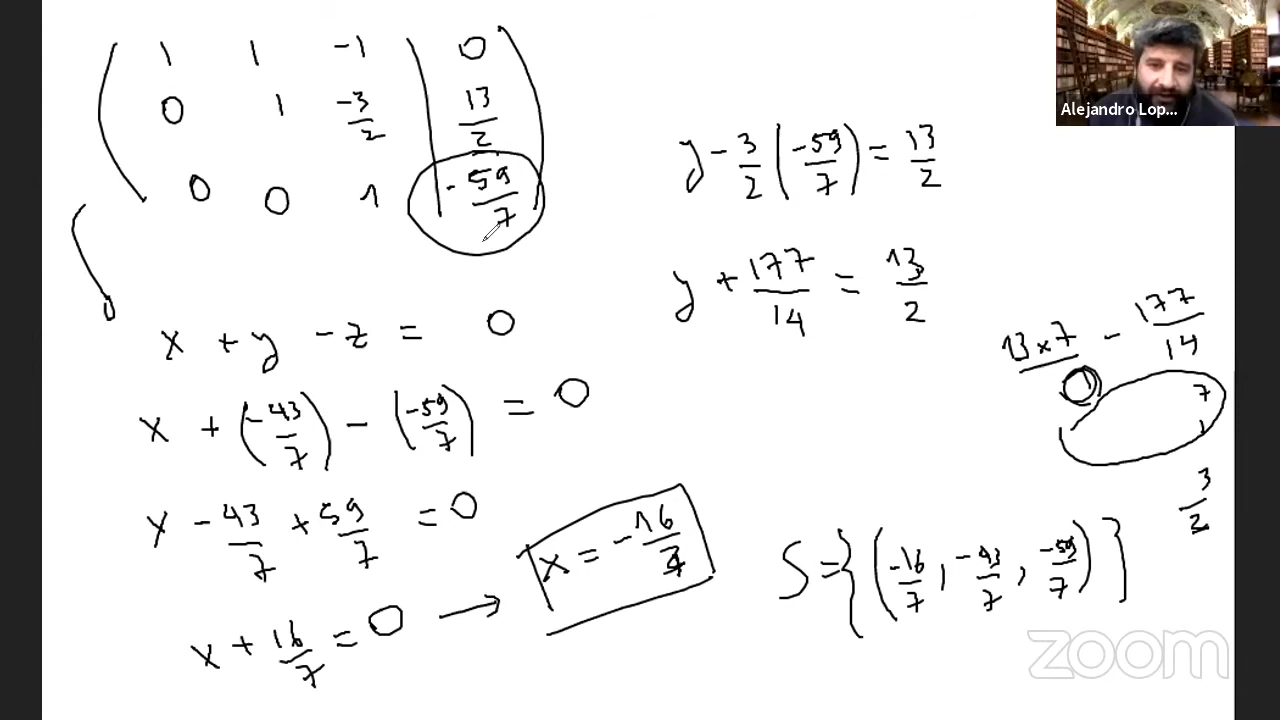 ( 1 1 -1 | 0 )
( 0 1 -3/2 | 13/2 )
( 0 0 1 | -59/7 )
x + y - z = 0
x + (-43/7) - (-59/7) = 0
x - 43/7 + 59/7 = 0
x + 16/7 = 0 → x = -16/7
y - 3/2 (-59/7) = 13/2
y + 177/14 = 13/2
13x7 - 177/14
7
1
3/2
S = {(-16/7, -43/7, -59/7)}
Alejandro Lop...
zoom